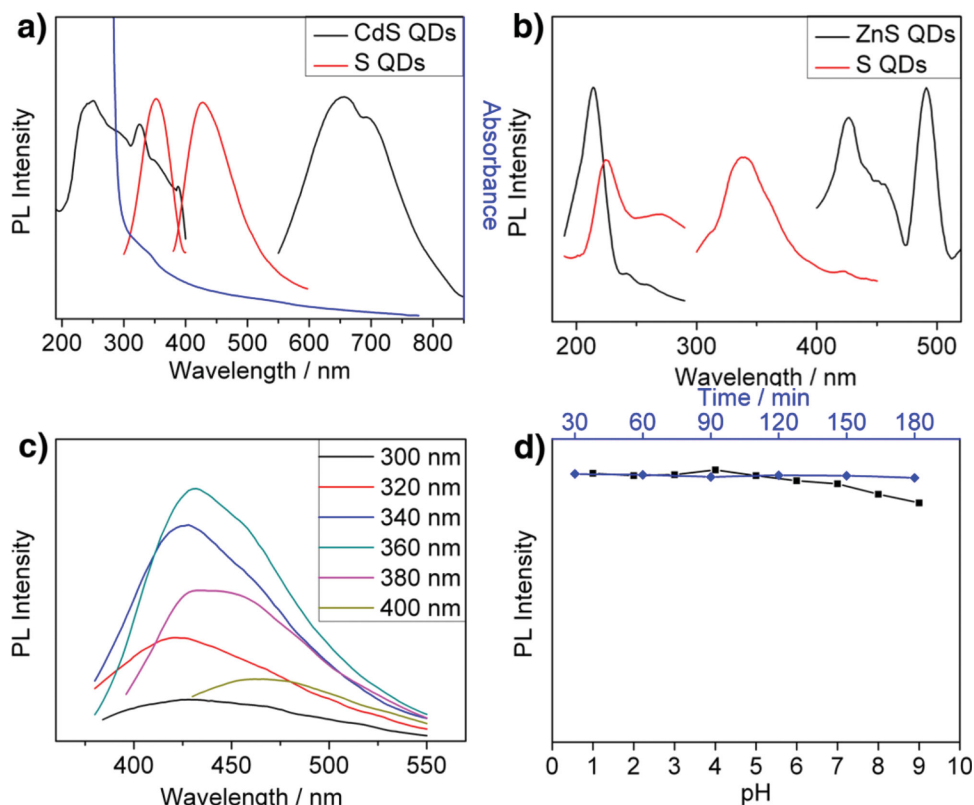 a)
CdS QDs
S QDs
PL Intensity
Absorbance
200 300 400 500 600 700 800
Wavelength / nm
b)
ZnS QDs
S QDs
PL Intensity
200 300 400 500
Wavelength / nm
c)
300 nm
320 nm
340 nm
360 nm
380 nm
400 nm
PL Intensity
400 450 500 550
Wavelength / nm
d)
Time / min
30 60 90 120 150 180
PL Intensity
0 1 2 3 4 5 6 7 8 9 10
pH